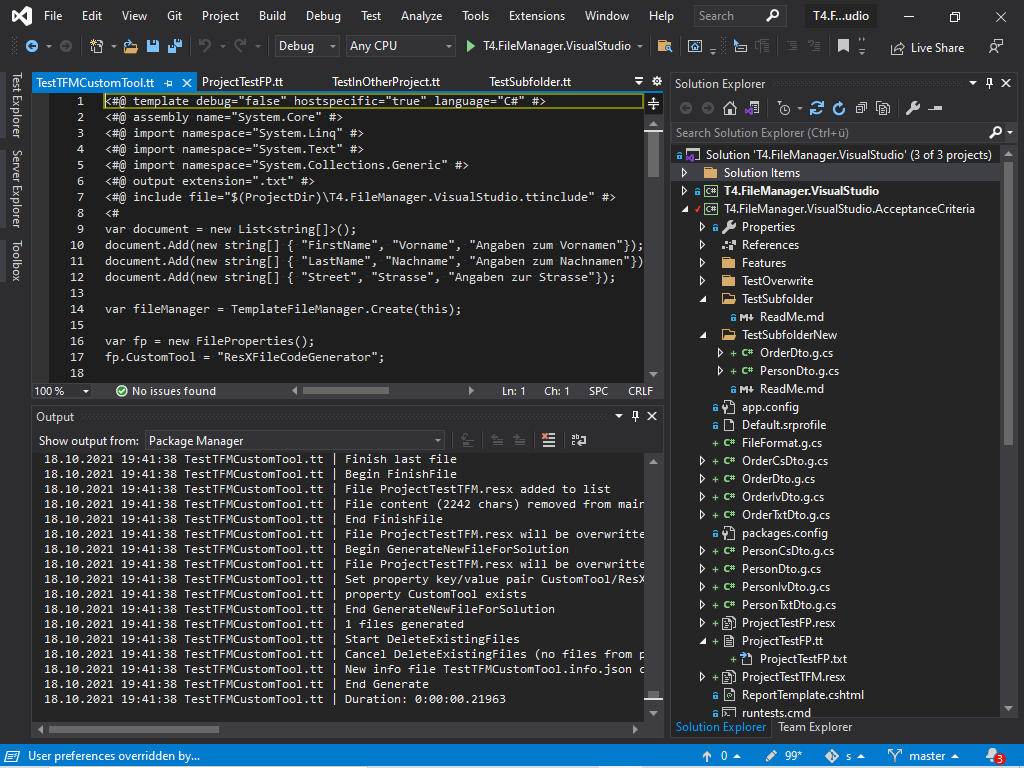 File Edit View Git Project Build Debug Test Analyze Tools Extensions Window Help Search T4.F...udio
Debug Any CPU T4.FileManager.VisualStudio Live Share
Test Explorer
Server Explorer
Toolbox
TestTFMCustomTool.tt ProjectTestFP.tt TestInOtherProject.tt TestSubfolder.tt
1 <#@ template debug="false" hostspecific="true" language="C#" #>
2 <#@ assembly name="System.Core" #>
3 <#@ import namespace="System.Linq" #>
4 <#@ import namespace="System.Text" #>
5 <#@ import namespace="System.Collections.Generic" #>
6 <#@ output extension=".txt" #>
7 <#@ include file="$(ProjectDir)\T4.FileManager.VisualStudio.ttinclude" #>
8 <#
9 var document = new List<string[]>();
10 document.Add(new string[] { "FirstName", "Vorname", "Angaben zum Vornamen"});
11 document.Add(new string[] { "LastName", "Nachname", "Angaben zum Nachnamen"})
12 document.Add(new string[] { "Street", "Strasse", "Angaben zur Strasse"});
13
14 var fileManager = TemplateFileManager.Create(this);
15
16 var fp = new FileProperties();
17 fp.CustomTool = "ResXFileCodeGenerator";
18
100 % No issues found Ln: 1 Ch: 1 SPC CRLF
Output
Show output from: Package Manager
18.10.2021 19:41:38 TestTFMCustomTool.tt | Finish last file
18.10.2021 19:41:38 TestTFMCustomTool.tt | Begin FinishFile
18.10.2021 19:41:38 TestTFMCustomTool.tt | File ProjectTestTFM.resx added to list
18.10.2021 19:41:38 TestTFMCustomTool.tt | File content (2242 chars) removed from main
18.10.2021 19:41:38 TestTFMCustomTool.tt | End FinishFile
18.10.2021 19:41:38 TestTFMCustomTool.tt | File ProjectTestTFM.resx will be overwritte
18.10.2021 19:41:38 TestTFMCustomTool.tt | Begin GenerateNewFileForSolution
18.10.2021 19:41:38 TestTFMCustomTool.tt | File ProjectTestTFM.resx will be overwritte
18.10.2021 19:41:38 TestTFMCustomTool.tt | Set property key/value pair CustomTool/ResX
18.10.2021 19:41:38 TestTFMCustomTool.tt | property CustomTool exists
18.10.2021 19:41:38 TestTFMCustomTool.tt | End GenerateNewFileForSolution
18.10.2021 19:41:38 TestTFMCustomTool.tt | 1 files generated
18.10.2021 19:41:38 TestTFMCustomTool.tt | Start DeleteExistingFiles
18.10.2021 19:41:38 TestTFMCustomTool.tt | Cancel DeleteExistingFiles (no files from p
18.10.2021 19:41:38 TestTFMCustomTool.tt | New info file TestTFMCustomTool.info.json c
18.10.2021 19:41:38 TestTFMCustomTool.tt | End Generate
18.10.2021 19:41:38 TestTFMCustomTool.tt | Duration: 0:00:00.21963
Solution Explorer
Search Solution Explorer (Ctrl+ü)
Solution 'T4.FileManager.VisualStudio' (3 of 3 projects)
Solution Items
C# T4.FileManager.VisualStudio
C# T4.FileManager.VisualStudio.AcceptanceCriteria
Properties
References
Features
TestOverwrite
TestSubfolder
M+ ReadMe.md
TestSubfolderNew
+ C# OrderDto.g.cs
+ C# PersonDto.g.cs
M+ ReadMe.md
app.config
Default.srprofile
+ C# FileFormat.g.cs
+ C# OrderCsDto.g.cs
+ C# OrderDto.g.cs
+ C# OrderIvDto.g.cs
+ C# OrderTxtDto.g.cs
packages.config
+ C# PersonCsDto.g.cs
+ C# PersonDto.g.cs
+ C# PersonIvDto.g.cs
+ C# PersonTxtDto.g.cs
+ ProjectTestFP.resx
+ ProjectTestFP.tt
+ ProjectTestFP.txt
+ ProjectTestTFM.resx
ReportTemplate.cshtml
runtests.cmd
Solution Explorer Team Explorer
User preferences overridden by... 0 99* s master 3